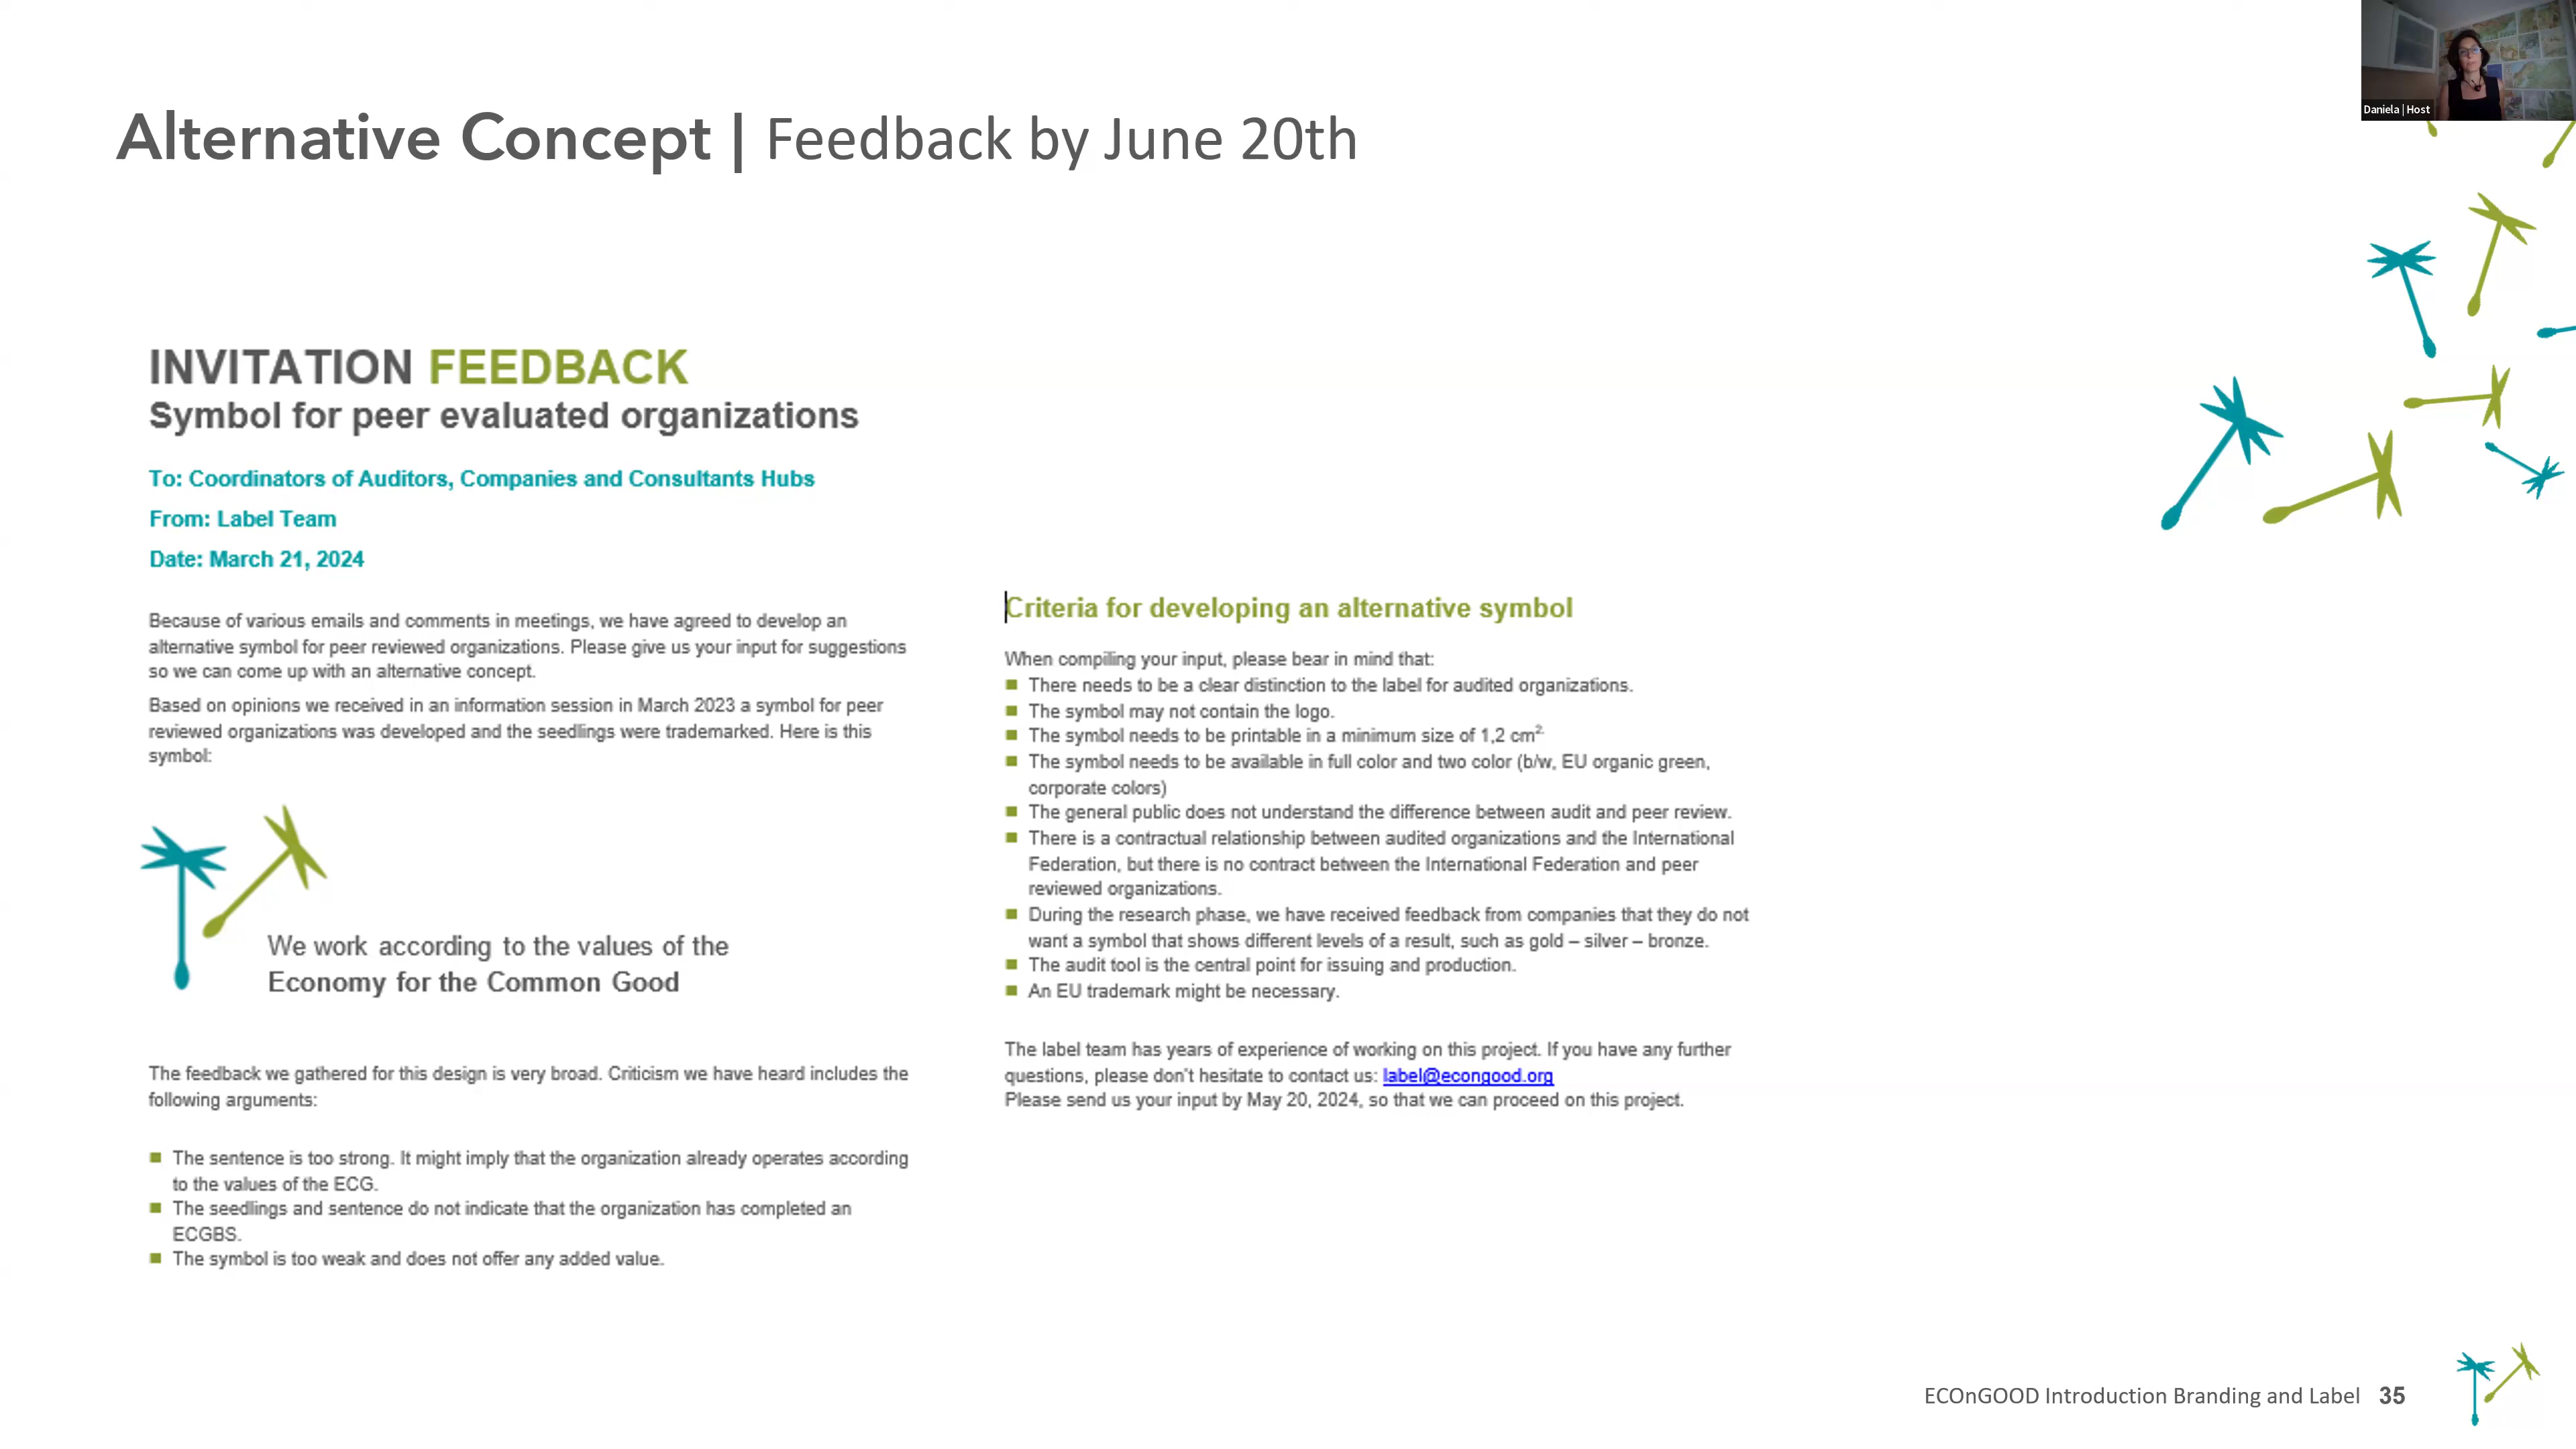 Daniela | Host
Alternative Concept | Feedback by June 20th
INVITATION FEEDBACK
Symbol for peer evaluated organizations
To: Coordinators of Auditors, Companies and Consultants Hubs
From: Label Team
Date: March 21, 2024
Because of various emails and comments in meetings, we have agreed to develop an
alternative symbol for peer reviewed organizations. Please give us your input for suggestions
so we can come up with an alternative concept.
Based on opinions we received in an information session in March 2023 a symbol for peer
reviewed organizations was developed and the seedlings were trademarked. Here is this
symbol:
We work according to the values of the
Economy for the Common Good
The feedback we gathered for this design is very broad. Criticism we have heard includes the
following arguments:
The sentence is too strong. It might imply that the organization already operates according
to the values of the ECG.
The seedlings and sentence do not indicate that the organization has completed an
ECGBS.
The symbol is too weak and does not offer any added value.
Criteria for developing an alternative symbol
When compiling your input, please bear in mind that:
There needs to be a clear distinction to the label for audited organizations.
The symbol may not contain the logo.
The symbol needs to be printable in a minimum size of 1,2 cm²
The symbol needs to be available in full color and two color (b/w, EU organic green,
corporate colors)
The general public does not understand the difference between audit and peer review.
There is a contractual relationship between audited organizations and the International
Federation, but there is no contract between the International Federation and peer
reviewed organizations.
During the research phase, we have received feedback from companies that they do not
want a symbol that shows different levels of a result, such as gold – silver – bronze.
The audit tool is the central point for issuing and production.
An EU trademark might be necessary.
The label team has years of experience of working on this project. If you have any further
questions, please don't hesitate to contact us: label@econgood.org
Please send us your input by May 20, 2024, so that we can proceed on this project.
ECOnGOOD Introduction Branding and Label 35